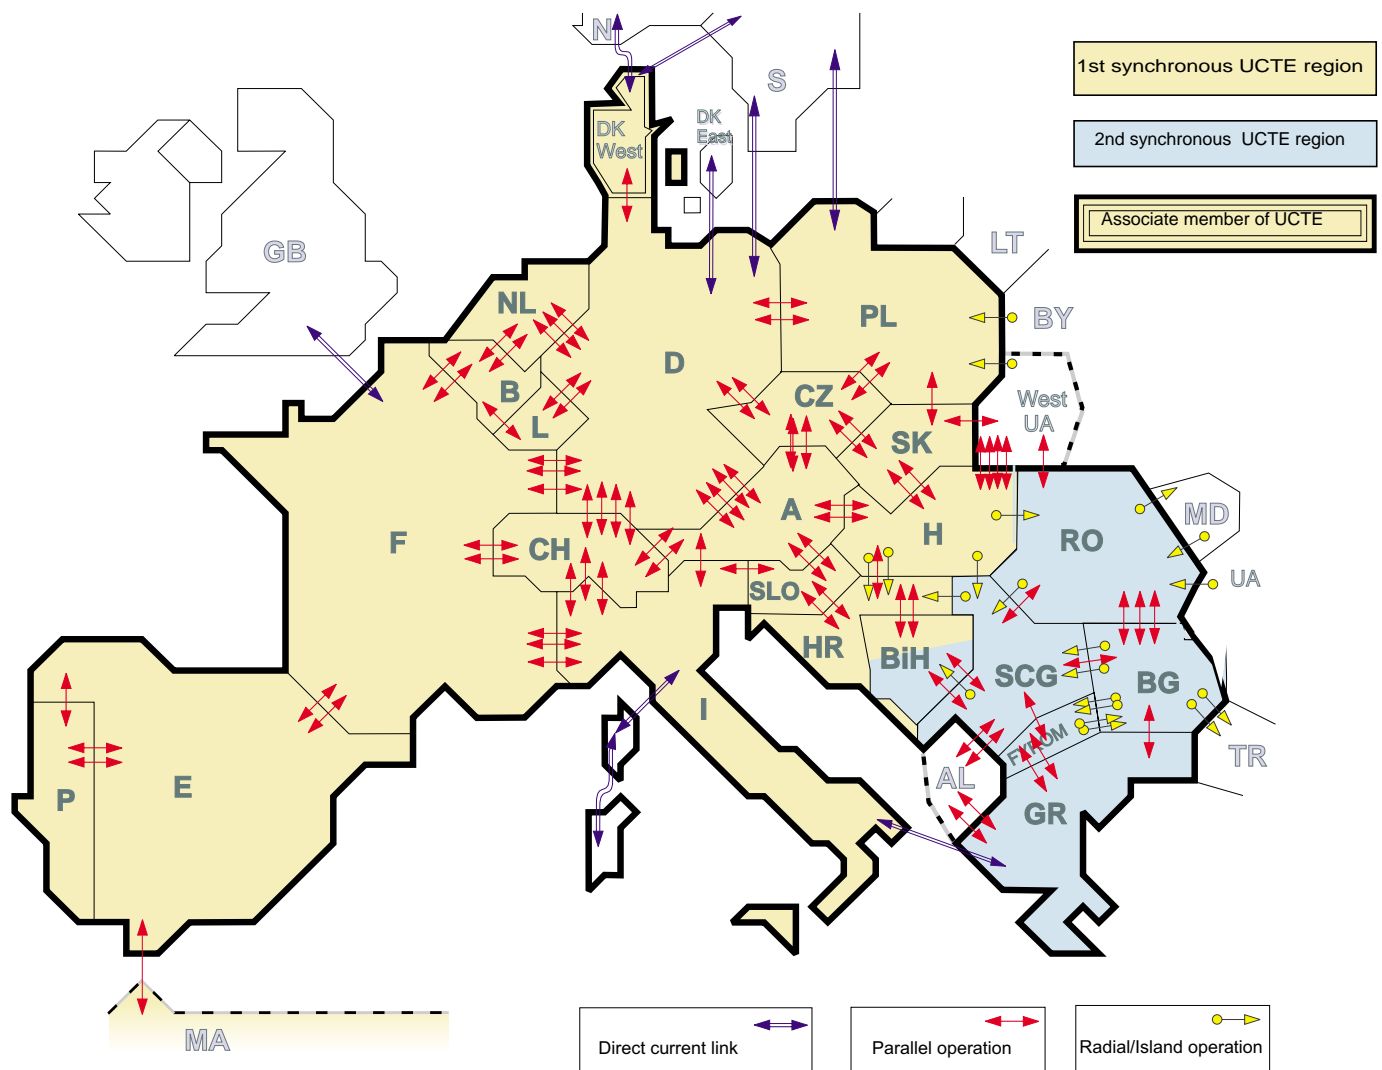 N
S
1st synchronous UCTE region
DK
East
DK
West
2nd synchronous UCTE region
Associate member of UCTE
GB
LT
NL
PL
BY
D
B
CZ
West
UA
L
SK
A
MD
F
CH
H
RO
SLO
UA
HR
BiH
SCG
BG
I
FYROM
TR
AL
P
E
GR
MA
Direct current link
Parallel operation
Radial/Island operation